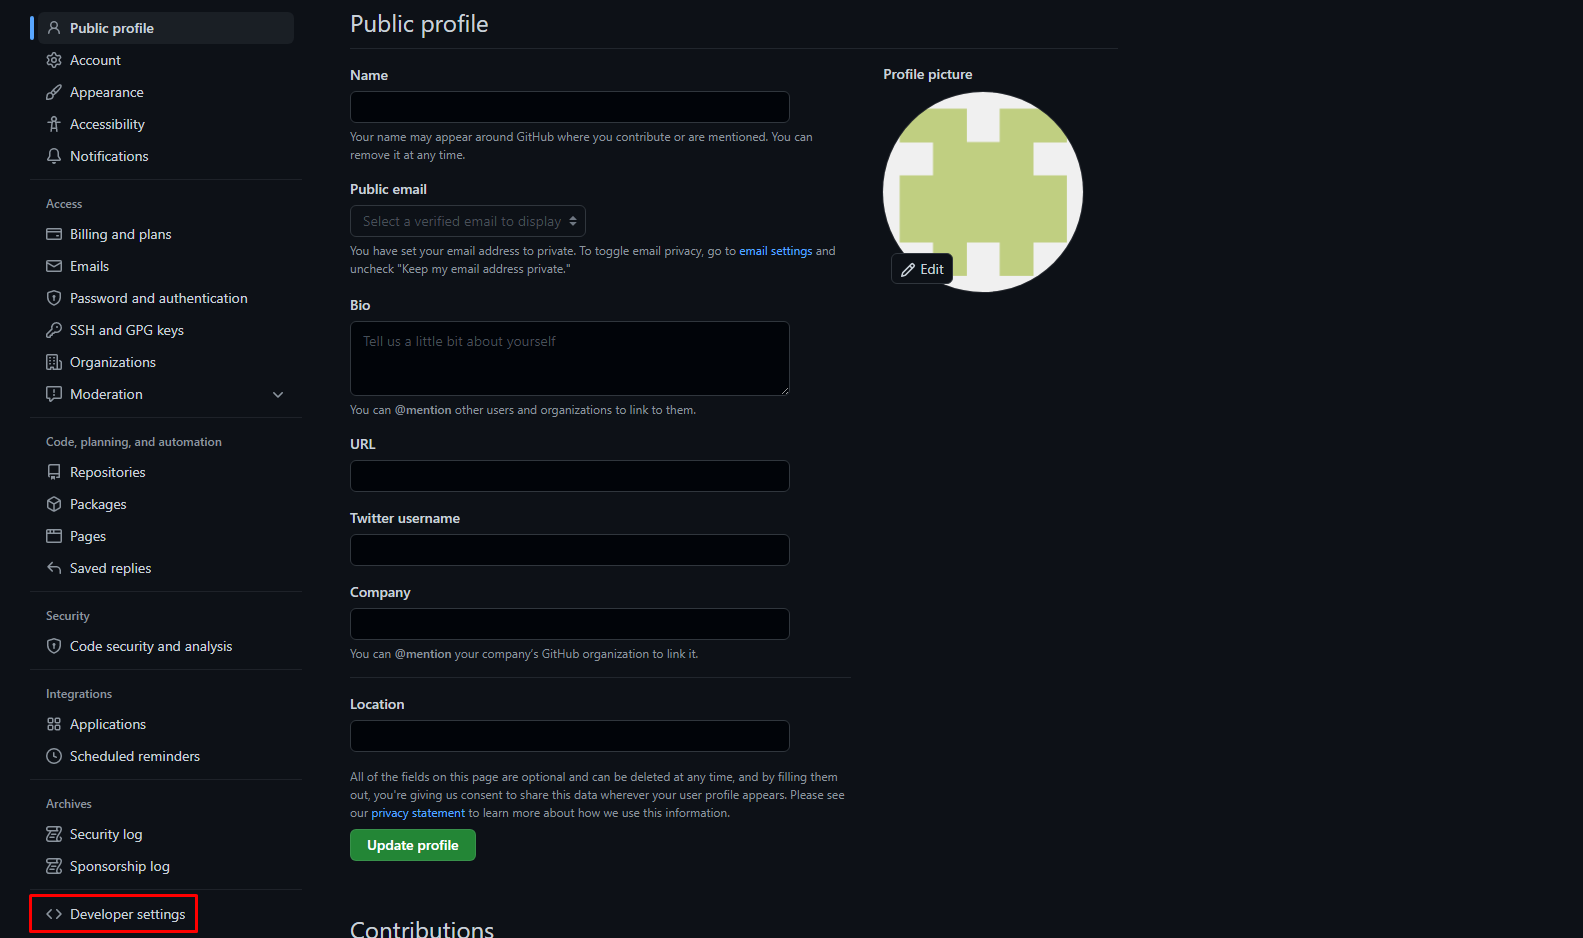 Public profile
Account
Appearance
Accessibility
Notifications
Access
Billing and plans
Emails
Password and authentication
SSH and GPG keys
Organizations
Moderation
Code, planning, and automation
Repositories
Packages
Pages
Saved replies
Security
Code security and analysis
Integrations
Applications
Scheduled reminders
Archives
Security log
Sponsorship log
Developer settings
Public profile
Name
Your name may appear around GitHub where you contribute or are mentioned. You can
remove it at any time.
Public email
Select a verified email to display
You have set your email address to private. To toggle email privacy, go to email settings and
uncheck "Keep my email address private."
Bio
Tell us a little bit about yourself
You can @mention other users and organizations to link to them.
URL
Twitter username
Company
You can @mention your company's GitHub organization to link it.
Location
All of the fields on this page are optional and can be deleted at any time, and by filling them
out, you're giving us consent to share this data wherever your user profile appears. Please see
our privacy statement to learn more about how we use this information.
Update profile
Contributions
Profile picture
Edit